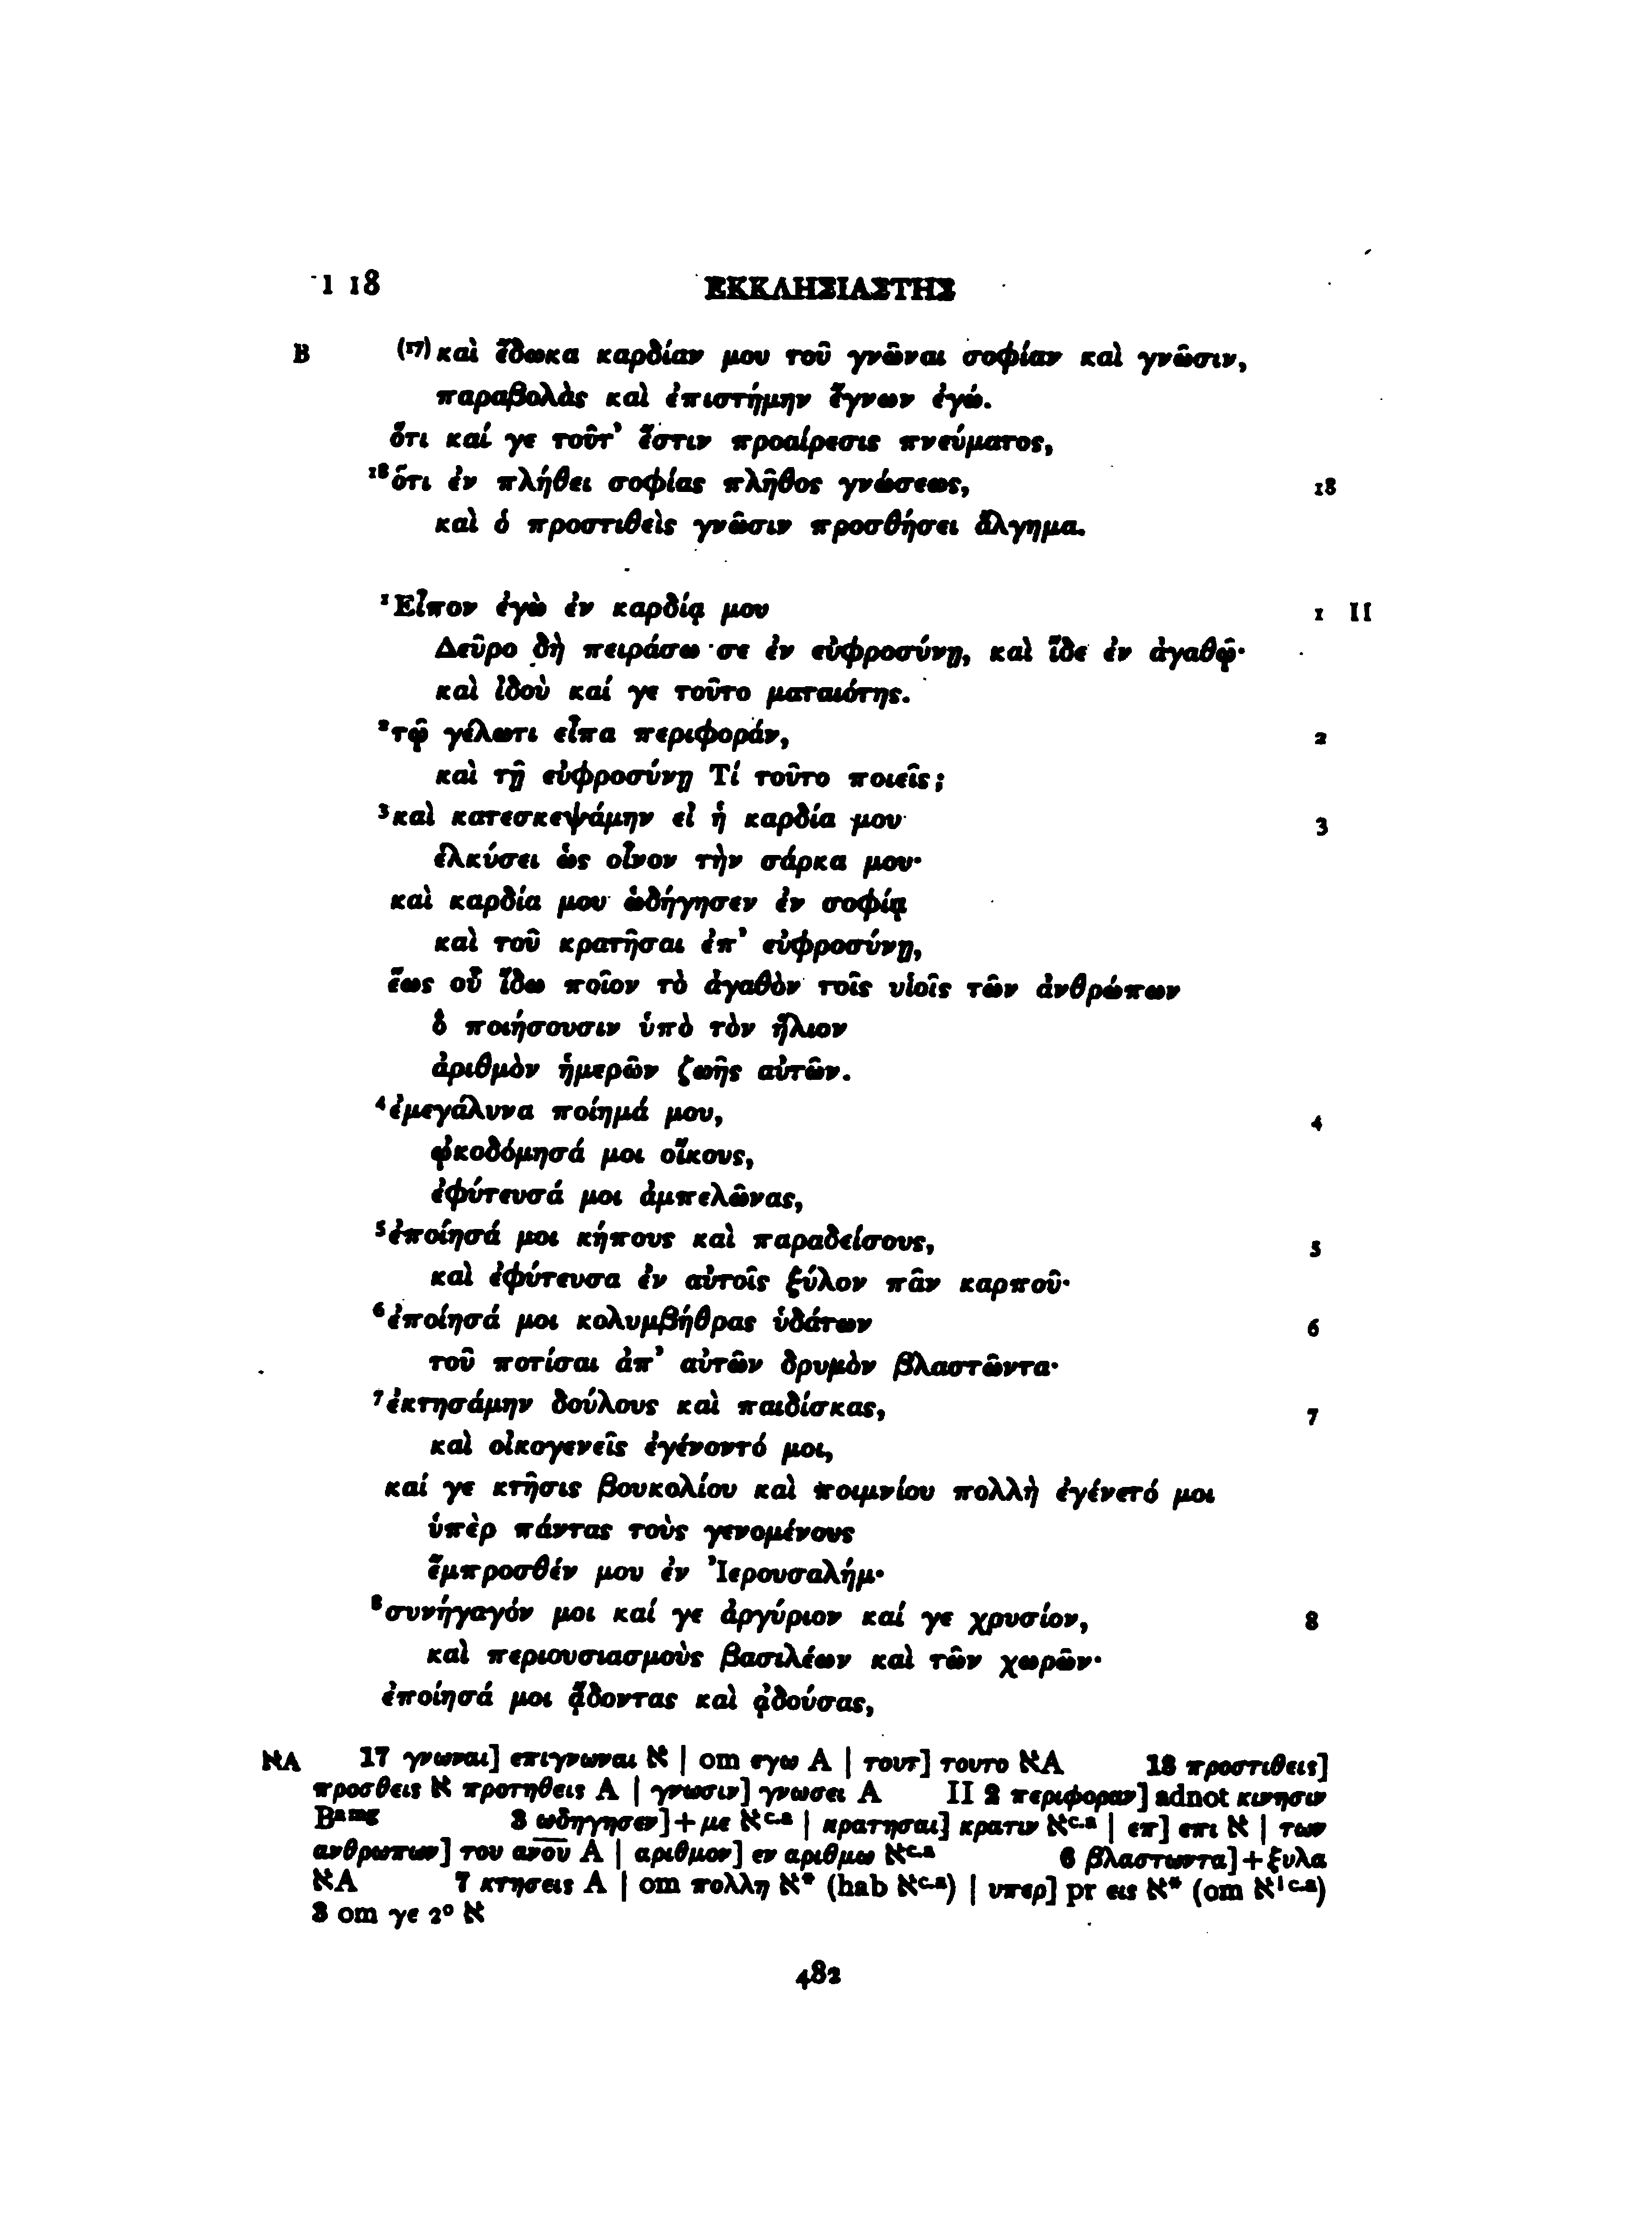 I 18 ΕΚΚΛΗΣΙΑΣΤΗΣ
B (17) καὶ ἔδωκα καρδίαν μου τοῦ γνῶναι σοφίαν καὶ γνῶσιν,
παραβολὰς καὶ ἐπιστήμην ἔγνων ἐγώ.
ὅτι καί γε τοῦτ᾽ ἔστιν προαίρεσις πνεύματος,
18 ὅτι ἐν πλήθει σοφίας πλῆθος γνώσεως, 18
καὶ ὁ προστιθεὶς γνῶσιν προσθήσει ἄλγημα.
1 Εἶπον ἐγὼ ἐν καρδίᾳ μου 1 II
Δεῦρο δὴ πειράσω σε ἐν εὐφροσύνῃ, καὶ ἴδε ἐν ἀγαθῷ·
καὶ ἰδοὺ καί γε τοῦτο ματαιότης.
2 τῷ γέλωτι εἶπα περιφοράν, 2
καὶ τῇ εὐφροσύνῃ Τί τοῦτο ποιεῖς;
3 καὶ κατεσκεψάμην εἰ ἡ καρδία μου 3
ἑλκύσει ὡς οἶνον τὴν σάρκα μου·
καὶ καρδία μου ὡδήγησεν ἐν σοφίᾳ
καὶ τοῦ κρατῆσαι ἐπ᾽ εὐφροσύνῃ,
ἕως οὗ ἴδω ποῖον τὸ ἀγαθὸν τοῖς υἱοῖς τῶν ἀνθρώπων
ὃ ποιήσουσιν ὑπὸ τὸν ἥλιον
ἀριθμὸν ἡμερῶν ζωῆς αὐτῶν.
4 ἐμεγάλυνα ποίημά μου, 4
ᾠκοδόμησά μοι οἴκους,
ἐφύτευσά μοι ἀμπελῶνας,
5 ἐποίησά μοι κήπους καὶ παραδείσους, 5
καὶ ἐφύτευσα ἐν αὐτοῖς ξύλον πᾶν καρποῦ·
6 ἐποίησά μοι κολυμβήθρας ὑδάτων 6
τοῦ ποτίσαι ἀπ᾽ αὐτῶν δρυμὸν βλαστῶντα·
7 ἐκτησάμην δούλους καὶ παιδίσκας, 7
καὶ οἰκογενεῖς ἐγένοντό μοι,
καί γε κτῆσις βουκολίου καὶ ποιμνίου πολλὴ ἐγένετό μοι
ὑπὲρ πάντας τοὺς γενομένους
ἔμπροσθέν μου ἐν Ἰερουσαλήμ·
8 συνήγαγόν μοι καί γε ἀργύριον καί γε χρυσίον, 8
καὶ περιουσιασμοὺς βασιλέων καὶ τῶν χωρῶν·
ἐποίησά μοι ᾄδοντας καὶ ᾀδούσας,
אA 17 γνωναι] επιγνωναι א | om εγω A | τουτ] τουτο אA 18 προστιθεις]
προσθεις א προτηθεις A | γνωσιν] γνωσει A II 2 περιφοραν] adnot κινησιν
Bᵃᵐᵍ 3 ωδηγησεν]+με אᶜ·ᵃ | κρατησαι] κρατιν אᶜ·ᵃ | επ] επι א | των
ανθρωπων] του α̅ν̅ο̅υ̅ A | αριθμον] εν αριθμω אᶜ·ᵃ 6 βλαστωντα]+ξυλα
אA 7 κτησεις A | om πολλη א* (hab אᶜ·ᵃ) | υπερ] pr εις א* (om א¹ ᶜ·ᵃ)
8 om γε 2º א
482